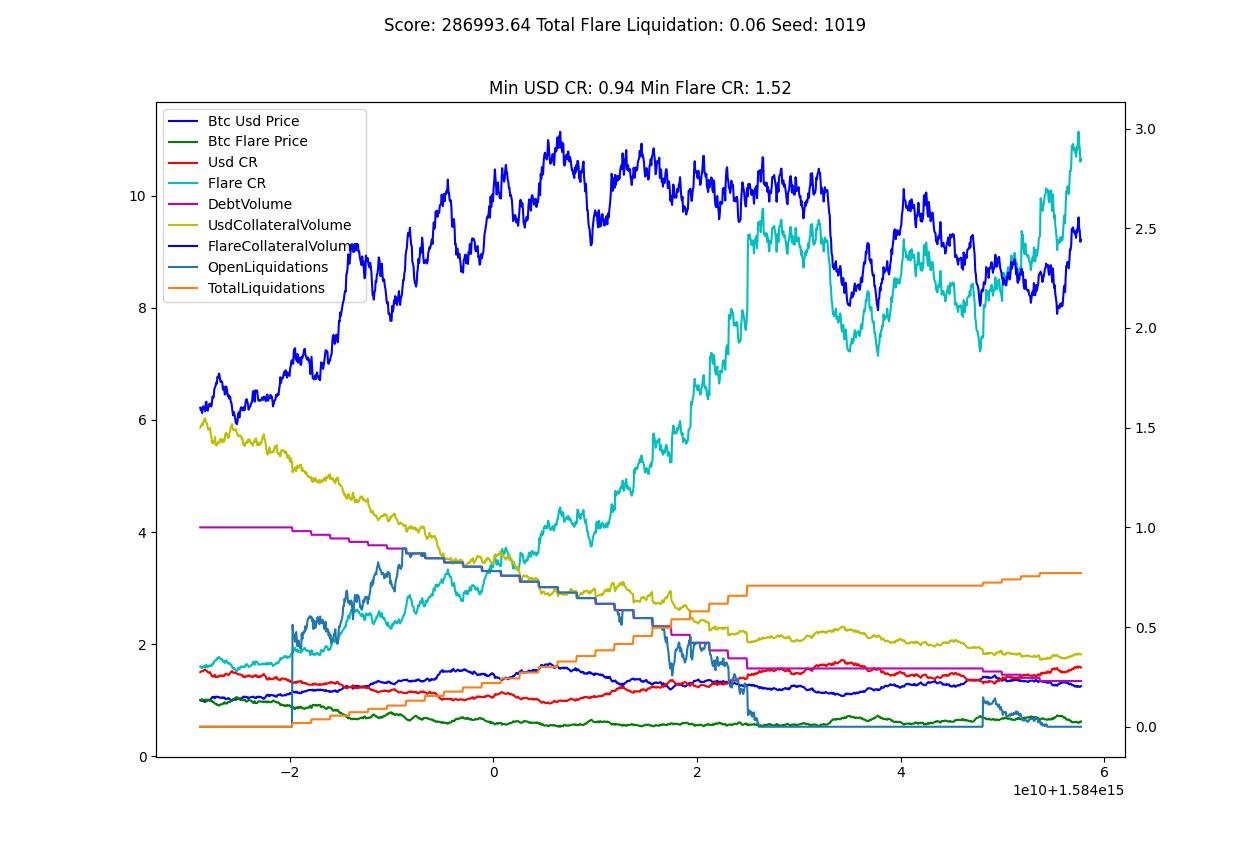 Score: 286993.64 Total Flare Liquidation: 0.06 Seed: 1019
Min USD CR: 0.94 Min Flare CR: 1.52
Btc Usd Price
Btc Flare Price
Usd CR
Flare CR
DebtVolume
UsdCollateralVolume
FlareCollateralVolume
OpenLiquidations
TotalLiquidations
10
8
6
4
2
0
3.0
2.5
2.0
1.5
1.0
0.5
0.0
−2
0
2
4
6
1e10+1.584e15